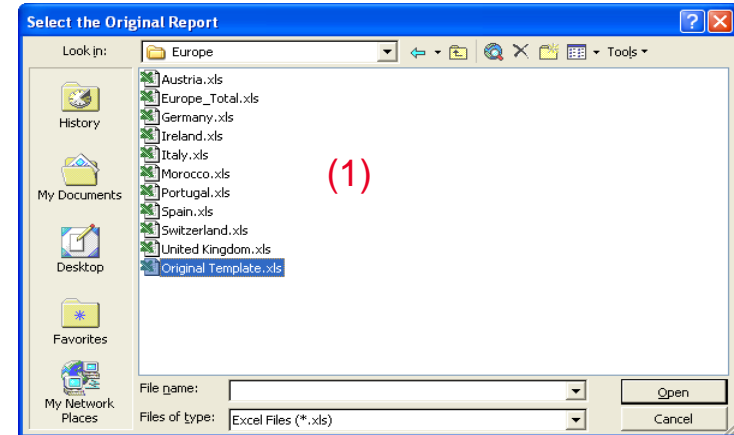 Select the Original Report
Look in: Europe Tools
History
My Documents
Desktop
Favorites
My Network
Places
Austria.xls
Europe_Total.xls
Germany.xls
Ireland.xls
Italy.xls
Morocco.xls
Portugal.xls
Spain.xls
Switzerland.xls
United Kingdom.xls
Original Template.xls
(1)
File name: Open
Files of type: Excel Files (*.xls) Cancel